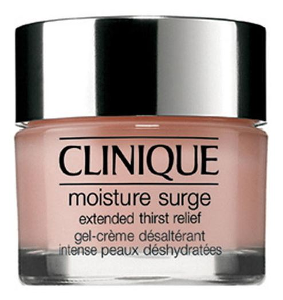 CLINIQUE
moisture surge
extended thirst relief
gel-crème désaltérant
intense peaux déshydratées